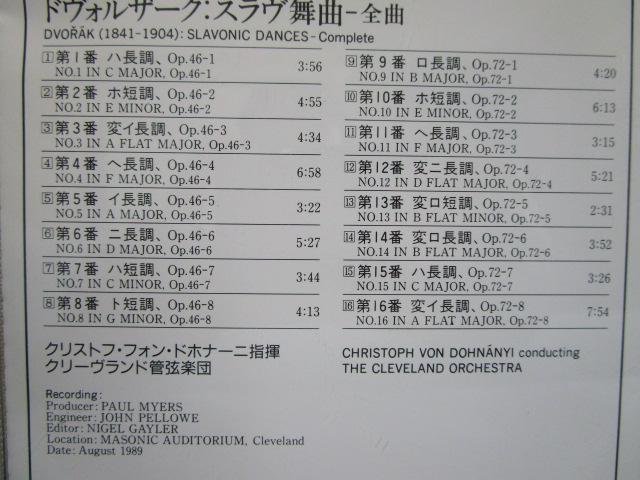 ドヴォルザーク:スラヴ舞曲-全曲
DVOŘÁK (1841-1904): SLAVONIC DANCES-Complete
1 第1番 ハ長調、Op.46-1
NO.1 IN C MAJOR, Op.46-1 3:56
2 第2番 ホ短調、Op.46-2
NO.2 IN E MINOR, Op.46-2 4:55
3 第3番 変イ長調、Op.46-3
NO.3 IN A FLAT MAJOR, Op.46-3 4:34
4 第4番 ヘ長調、Op.46-4
NO.4 IN F MAJOR, Op.46-4 6:58
5 第5番 イ長調、Op.46-5
NO.5 IN A MAJOR, Op.46-5 3:22
6 第6番 ニ長調、Op.46-6
NO.6 IN D MAJOR, Op.46-6 5:27
7 第7番 ハ短調、Op.46-7
NO.7 IN C MINOR, Op.46-7 3:44
8 第8番 ト短調、Op.46-8
NO.8 IN G MINOR, Op.46-8 4:13
9 第9番 ロ長調、Op.72-1
NO.9 IN B MAJOR, Op.72-1 4:20
10 第10番 ホ短調、Op.72-2
NO.10 IN E MINOR, Op.72-2 6:13
11 第11番 ヘ長調、Op.72-3
NO.11 IN F MAJOR, Op.72-3 3:15
12 第12番 変ニ長調、Op.72-4
NO.12 IN D FLAT MAJOR, Op.72-4 5:21
13 第13番 変ロ短調、Op.72-5
NO.13 IN B FLAT MINOR, Op.72-5 2:31
14 第14番 変ロ長調、Op.72-6
NO.14 IN B FLAT MAJOR, Op.72-6 3:52
15 第15番 ハ長調、Op.72-7
NO.15 IN C MAJOR, Op.72-7 3:26
16 第16番 変イ長調、Op.72-8
NO.16 IN A FLAT MAJOR, Op.72-8 7:54
クリストフ・フォン・ドホナーニ指揮
クリーヴランド管弦楽団
CHRISTOPH VON DOHNÁNYI conducting
THE CLEVELAND ORCHESTRA
Recording:
Producer: PAUL MYERS
Engineer: JOHN PELLOWE
Editor: NIGEL GAYLER
Location: MASONIC AUDITORIUM, Cleveland
Date: August 1989